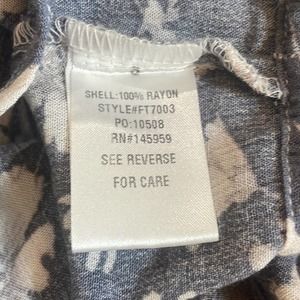 SHELL:100% RAYON
STYLE#FT7003
PO:10508
RN#145959
SEE REVERSE
FOR CARE